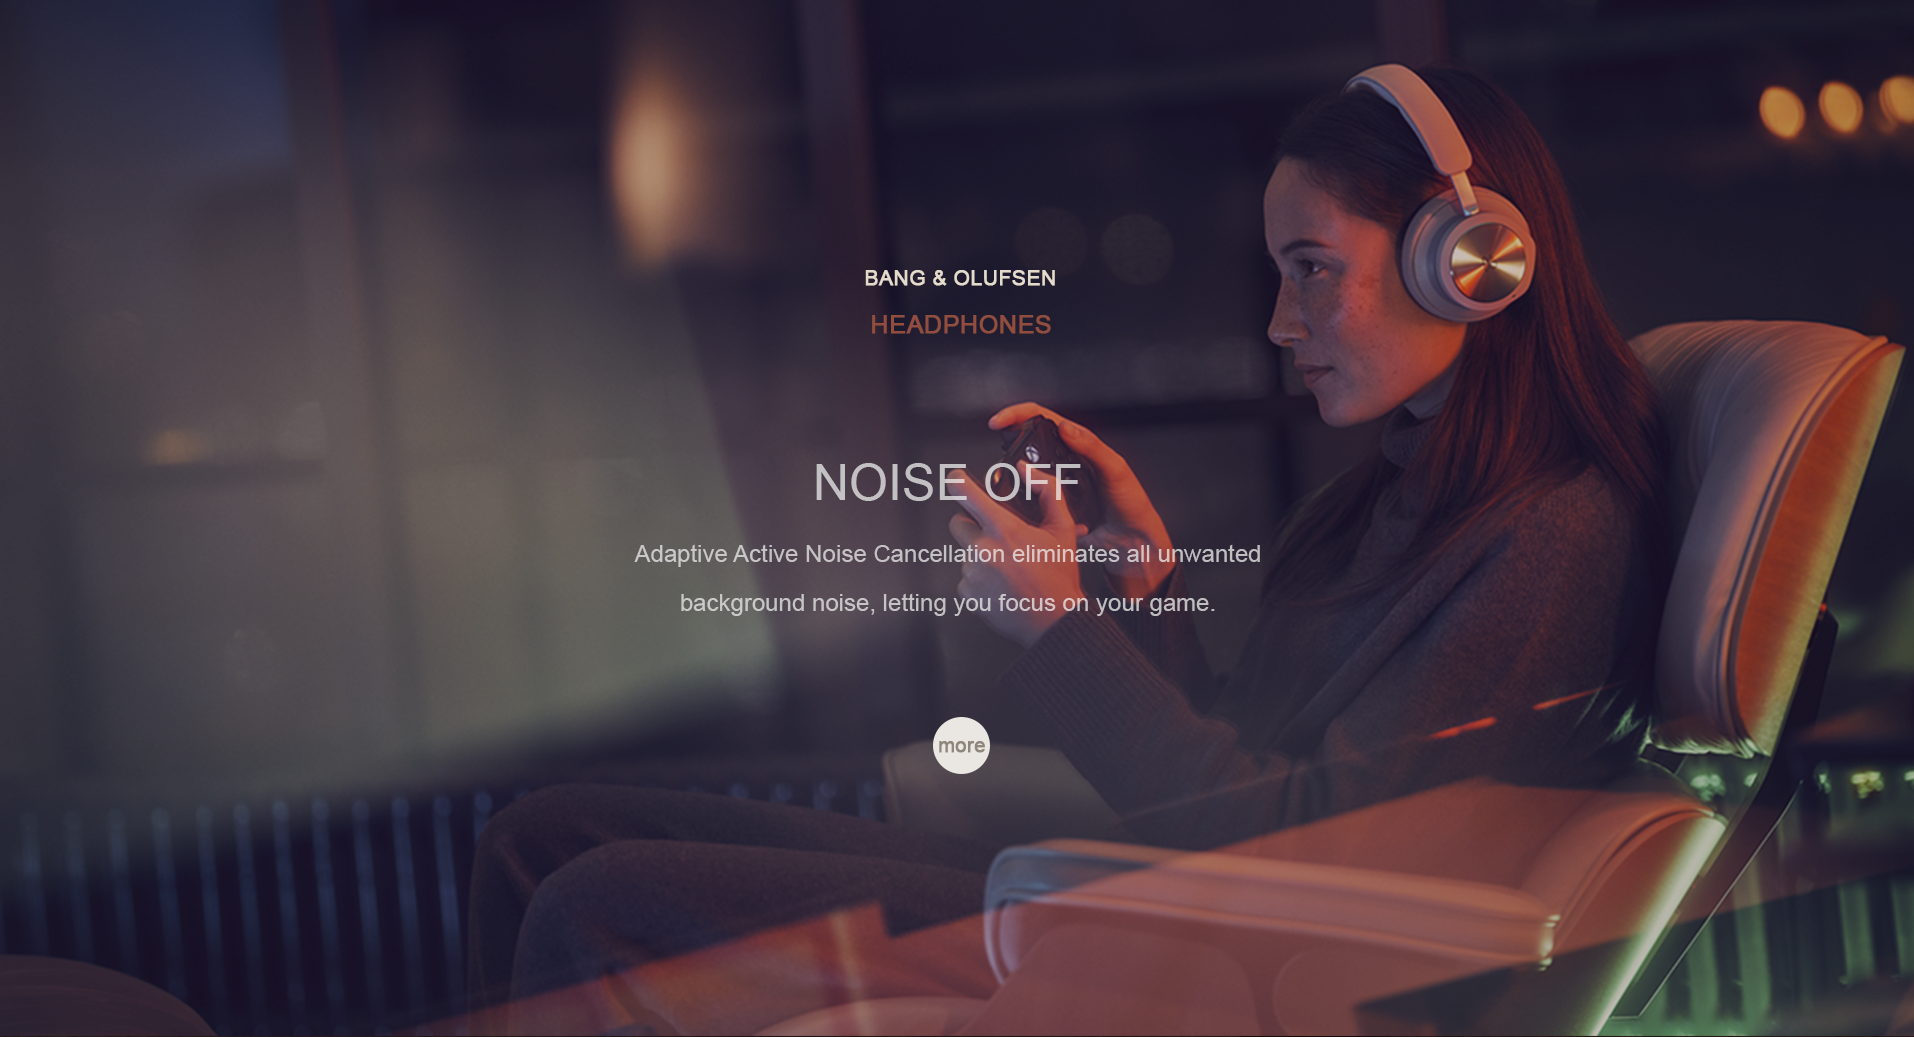 BANG & OLUFSEN
HEADPHONES
NOISE OFF
Adaptive Active Noise Cancellation eliminates all unwanted
background noise, letting you focus on your game.
more